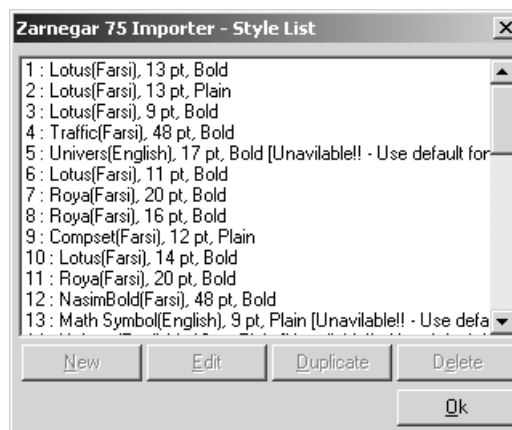 Zarnegar 75 Importer - Style List
1 : Lotus(Farsi), 13 pt, Bold
2 : Lotus(Farsi), 13 pt, Plain
3 : Lotus(Farsi), 9 pt, Bold
4 : Traffic(Farsi), 48 pt, Bold
5 : Univers(English), 17 pt, Bold [Unavilable!! - Use default for
6 : Lotus(Farsi), 11 pt, Bold
7 : Roya(Farsi), 20 pt, Bold
8 : Roya(Farsi), 16 pt, Bold
9 : Compset(Farsi), 12 pt, Plain
10 : Lotus(Farsi), 14 pt, Bold
11 : Roya(Farsi), 20 pt, Bold
12 : NasimBold(Farsi), 48 pt, Bold
13 : Math Symbol(English), 9 pt, Plain [Unavilable!! - Use defa
New Edit Duplicate Delete
Ok